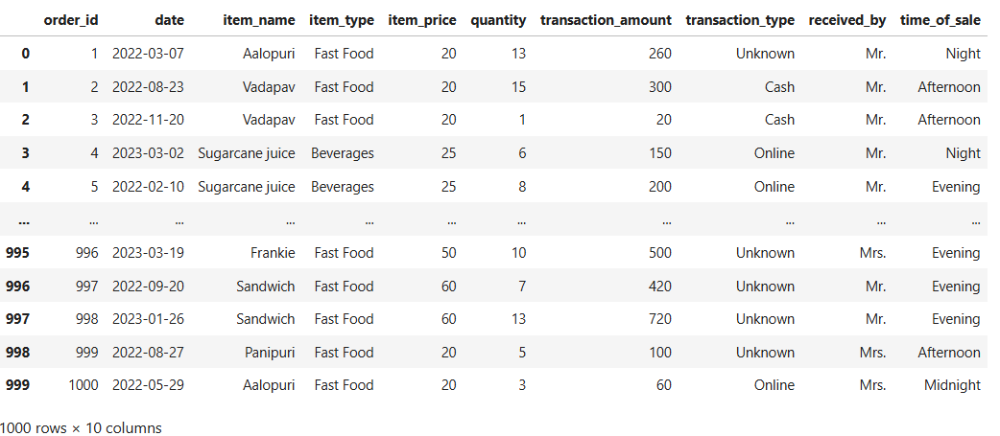 order_id date item_name item_type item_price quantity transaction_amount transaction_type received_by time_of_sale
0 1 2022-03-07 Aalopuri Fast Food 20 13 260 Unknown Mr. Night
1 2 2022-08-23 Vadapav Fast Food 20 15 300 Cash Mr. Afternoon
2 3 2022-11-20 Vadapav Fast Food 20 1 20 Cash Mr. Afternoon
3 4 2023-03-02 Sugarcane juice Beverages 25 6 150 Online Mr. Night
4 5 2022-02-10 Sugarcane juice Beverages 25 8 200 Online Mr. Evening
... ... ... ... ... ... ... ... ... ... ...
995 996 2023-03-19 Frankie Fast Food 50 10 500 Unknown Mrs. Evening
996 997 2022-09-20 Sandwich Fast Food 60 7 420 Unknown Mr. Evening
997 998 2023-01-26 Sandwich Fast Food 60 13 720 Unknown Mr. Evening
998 999 2022-08-27 Panipuri Fast Food 20 5 100 Unknown Mrs. Afternoon
999 1000 2022-05-29 Aalopuri Fast Food 20 3 60 Online Mrs. Midnight
1000 rows × 10 columns